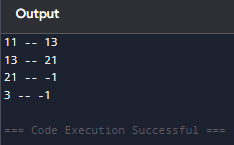 Output
11 -- 13
13 -- 21
21 -- -1
3 -- -1
=== Code Execution Successful ===